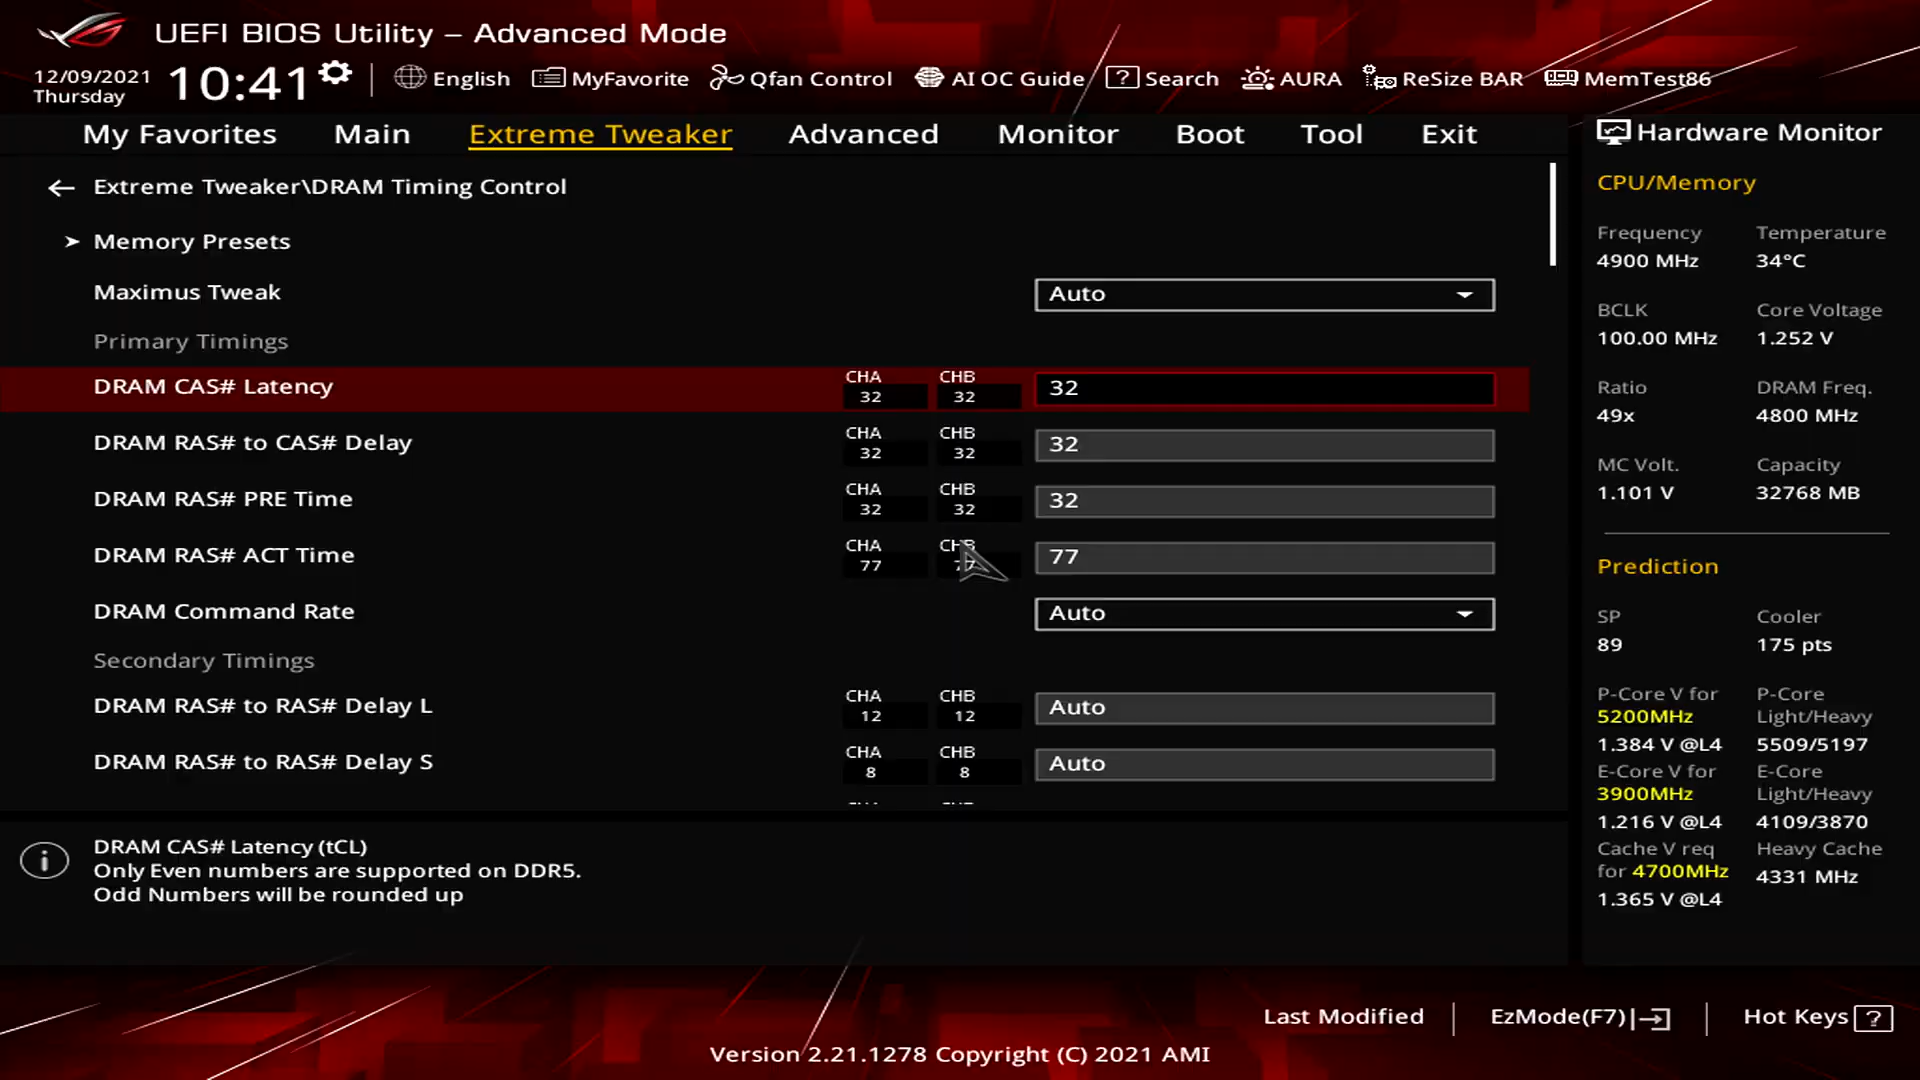 UEFI BIOS Utility – Advanced Mode
12/09/2021
Thursday
10:41
English
MyFavorite
Qfan Control
AI OC Guide
? Search
AURA
ReSize BAR
MemTest86
My Favorites
Main
Extreme Tweaker
Advanced
Monitor
Boot
Tool
Exit
Extreme Tweaker\DRAM Timing Control
Memory Presets
Maximus Tweak
Auto
Primary Timings
DRAM CAS# Latency
CHA
32
CHB
32
32
DRAM RAS# to CAS# Delay
CHA
32
CHB
32
32
DRAM RAS# PRE Time
CHA
32
CHB
32
32
DRAM RAS# ACT Time
CHA
77
CHB
77
77
DRAM Command Rate
Auto
Secondary Timings
DRAM RAS# to RAS# Delay L
CHA
12
CHB
12
Auto
DRAM RAS# to RAS# Delay S
CHA
8
CHB
8
Auto
DRAM CAS# Latency (tCL)
Only Even numbers are supported on DDR5.
Odd Numbers will be rounded up
Hardware Monitor
CPU/Memory
Frequency
4900 MHz
Temperature
34°C
BCLK
100.00 MHz
Core Voltage
1.252 V
Ratio
49x
DRAM Freq.
4800 MHz
MC Volt.
1.101 V
Capacity
32768 MB
Prediction
SP
89
Cooler
175 pts
P-Core V for
5200MHz
1.384 V @L4
P-Core
Light/Heavy
5509/5197
E-Core V for
3900MHz
1.216 V @L4
E-Core
Light/Heavy
4109/3870
Cache V req
for 4700MHz
1.365 V @L4
Heavy Cache
4331 MHz
Last Modified
EzMode(F7)
Hot Keys ?
Version 2.21.1278 Copyright (C) 2021 AMI